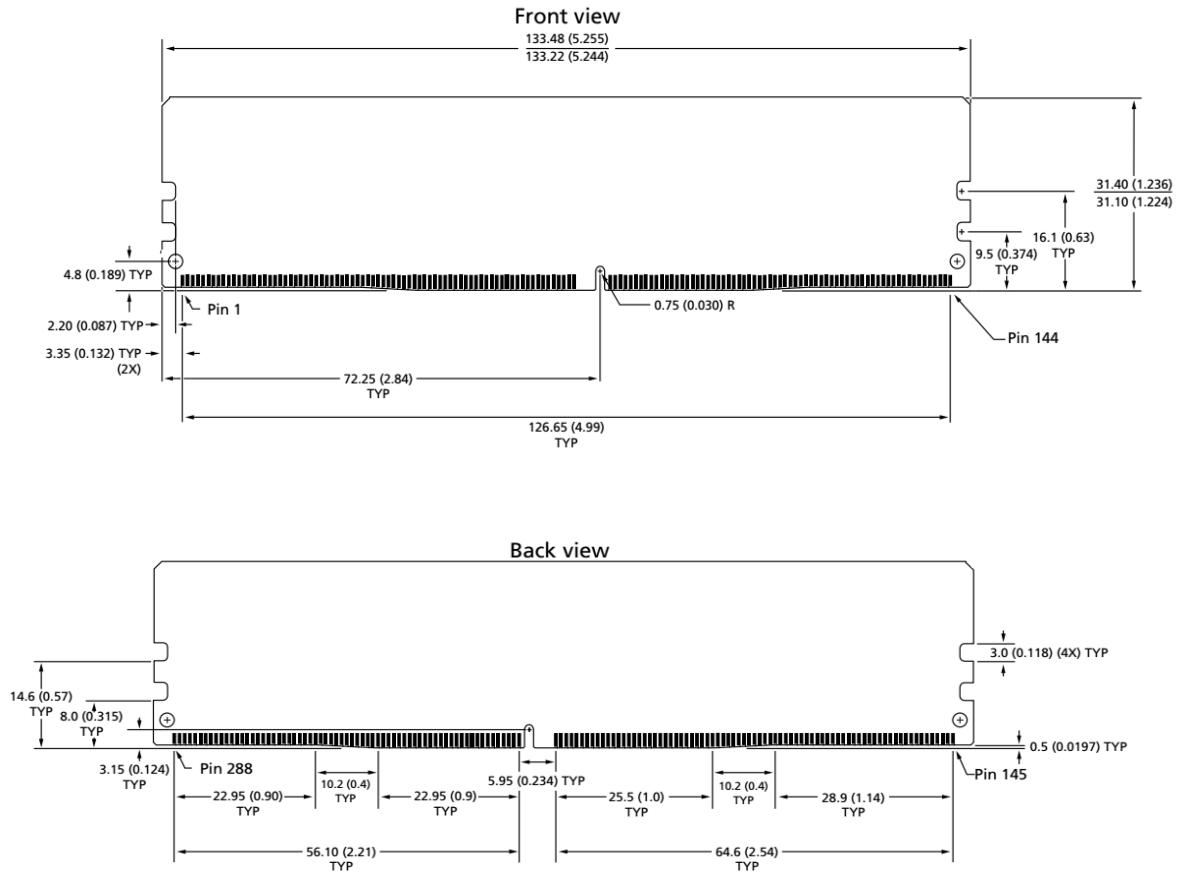 Front view
133.48 (5.255)
133.22 (5.244)
31.40 (1.236)
31.10 (1.224)
16.1 (0.63)
TYP
9.5 (0.374)
TYP
4.8 (0.189) TYP
0.75 (0.030) R
Pin 1
2.20 (0.087) TYP
Pin 144
3.35 (0.132) TYP
(2X)
72.25 (2.84)
TYP
126.65 (4.99)
TYP
Back view
3.0 (0.118) (4X) TYP
14.6 (0.57)
TYP
8.0 (0.315)
TYP
0.5 (0.0197) TYP
3.15 (0.124)
TYP
Pin 288
5.95 (0.234) TYP
Pin 145
22.95 (0.90)
TYP
10.2 (0.4)
TYP
22.95 (0.9)
TYP
25.5 (1.0)
TYP
10.2 (0.4)
TYP
28.9 (1.14)
TYP
56.10 (2.21)
TYP
64.6 (2.54)
TYP